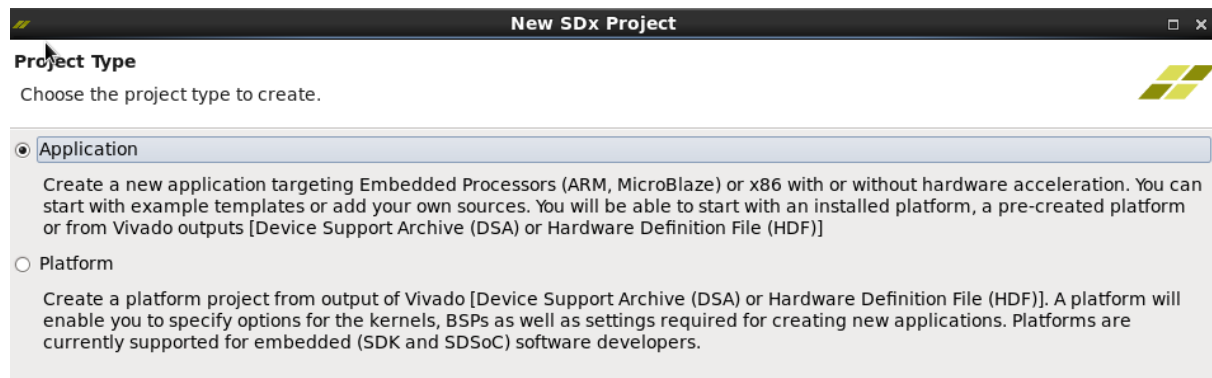 New SDx Project
Project Type
Choose the project type to create.
Application
Create a new application targeting Embedded Processors (ARM, MicroBlaze) or x86 with or without hardware acceleration. You can
start with example templates or add your own sources. You will be able to start with an installed platform, a pre-created platform
or from Vivado outputs [Device Support Archive (DSA) or Hardware Definition File (HDF)]
Platform
Create a platform project from output of Vivado [Device Support Archive (DSA) or Hardware Definition File (HDF)]. A platform will
enable you to specify options for the kernels, BSPs as well as settings required for creating new applications. Platforms are
currently supported for embedded (SDK and SDSoC) software developers.